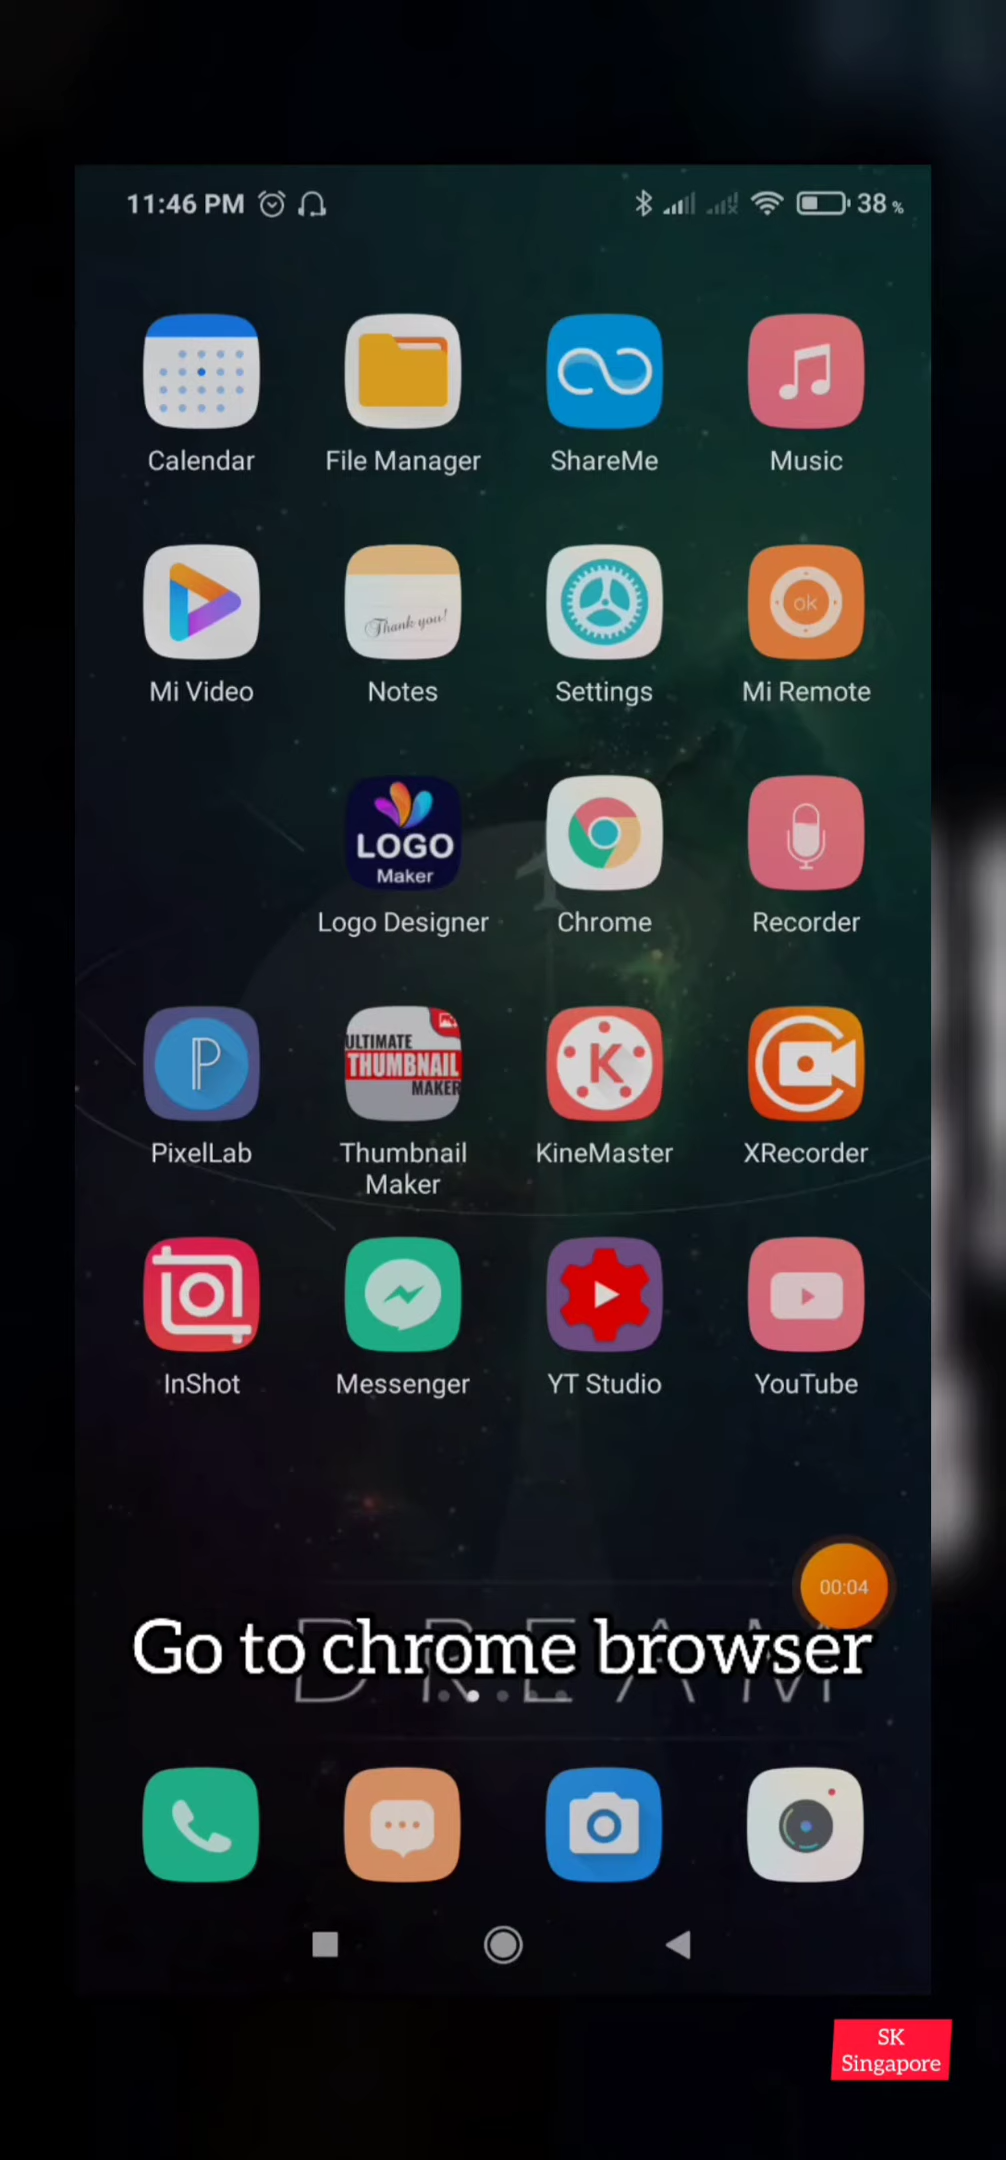 11:46 PM 38 %
Calendar File Manager ShareMe Music
Thank you!
ok
Mi Video Notes Settings Mi Remote
LOGO
Maker
Logo Designer Chrome Recorder
P
ULTIMATE
THUMBNAIL
MAKER
K
PixelLab Thumbnail Maker KineMaster XRecorder
InShot Messenger YT Studio YouTube
00:04
Go to chrome browser
DREAM
SK
Singapore